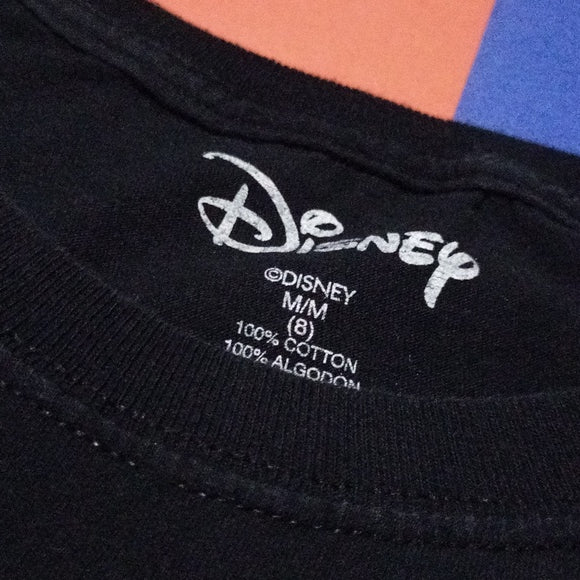 Disney
©DISNEY
M/M
(8)
100% COTTON
100% ALGODON